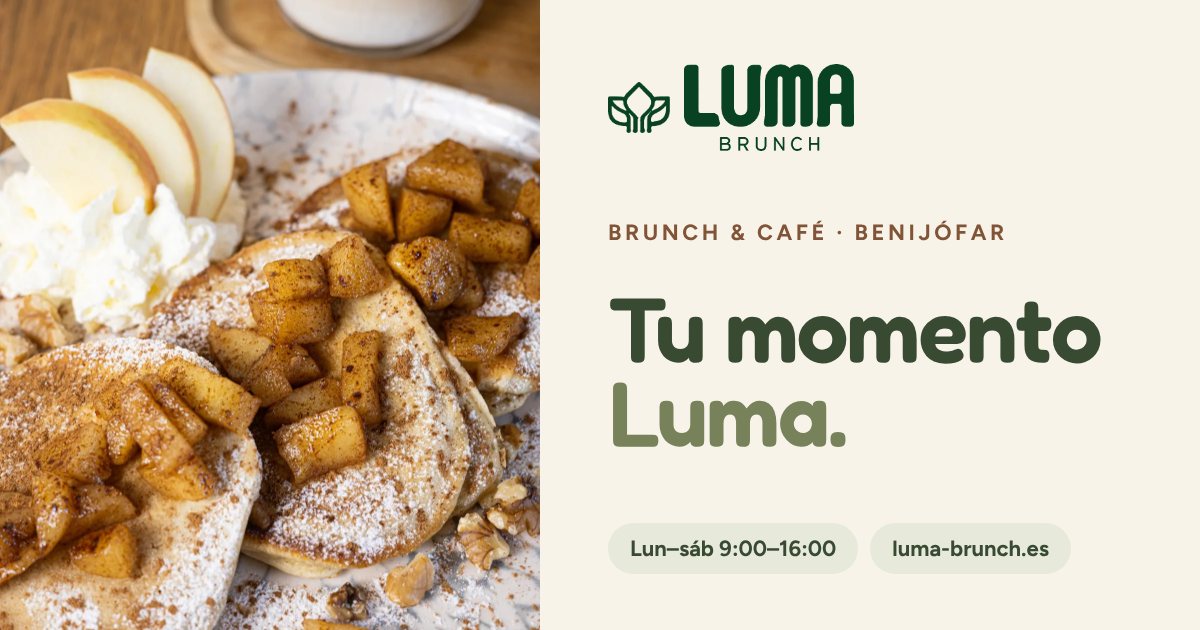 LUMA
BRUNCH
BRUNCH & CAFÉ · BENIJÓFAR
Tu momento
Luma.
Lun–sáb 9:00–16:00
luma-brunch.es